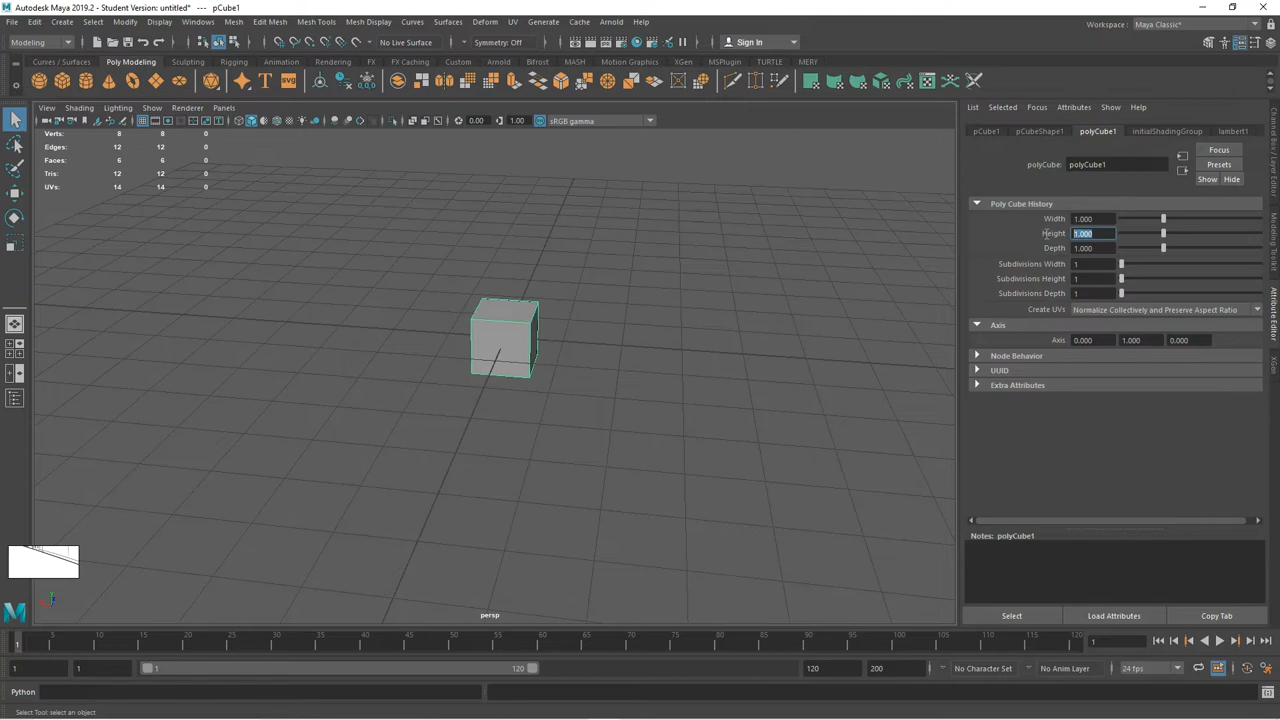 Autodesk Maya 2019.2 - Student Version: untitled*   ---   pCube1
File Edit Create Select Modify Display Windows Mesh Edit Mesh Mesh Tools Mesh Display Curves Surfaces Deform UV Generate Cache Arnold Help
Workspace : Maya Classic*
Modeling No Live Surface Symmetry: Off Sign In
Curves / Surfaces Poly Modeling Sculpting Rigging Animation Rendering FX FX Caching Custom Arnold Bifrost MASH Motion Graphics XGen MSPlugin TURTLE MERY
SVG
View Shading Lighting Show Renderer Panels
0.00 1.00 sRGB gamma
Verts: 8 8 0
Edges: 12 12 0
Faces: 6 6 0
Tris: 12 12 0
UVs: 14 14 0
persp
List Selected Focus Attributes Show Help
pCube1 pCubeShape1 polyCube1 initialShadingGroup lambert1
Focus
polyCube: polyCube1 Presets
Show Hide
Poly Cube History
Width 1.000
Height 1.000
Depth 1.000
Subdivisions Width 1
Subdivisions Height 1
Subdivisions Depth 1
Create UVs Normalize Collectively and Preserve Aspect Ratio
Axis
Axis 0.000 1.000 0.000
Node Behavior
UUID
Extra Attributes
Notes: polyCube1
Select Load Attributes Copy Tab
Channel Box / Layer Editor
Modeling Toolkit
Attribute Editor
XGen
5 10 15 20 25 30 35 40 45 50 55 60 65 70 75 80 85 90 95 100 105 110 115 120 1
1 1 1 120 120 200 No Character Set No Anim Layer 24 fps
Python
Select Tool: select an object